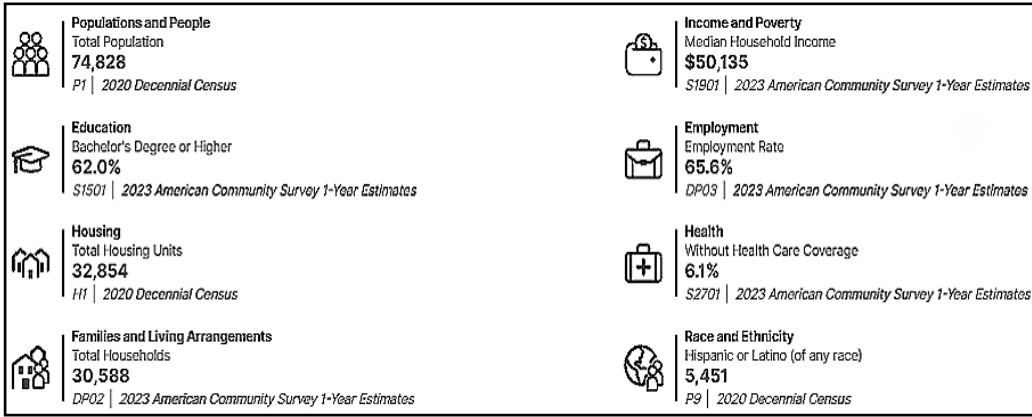 Populations and People
Total Population
74,828
P1 | 2020 Decennial Census
Education
Bachelor's Degree or Higher
62.0%
S1501 | 2023 American Community Survey 1-Year Estimates
Housing
Total Housing Units
32,854
H1 | 2020 Decennial Census
Families and Living Arrangements
Total Households
30,588
DP02 | 2023 American Community Survey 1-Year Estimates
Income and Poverty
Median Household Income
$50,135
S1901 | 2023 American Community Survey 1-Year Estimates
Employment
Employment Rate
65.6%
DP03 | 2023 American Community Survey 1-Year Estimates
Health
Without Health Care Coverage
6.1%
S2701 | 2023 American Community Survey 1-Year Estimates
Race and Ethnicity
Hispanic or Latino (of any race)
5,451
P9 | 2020 Decennial Census